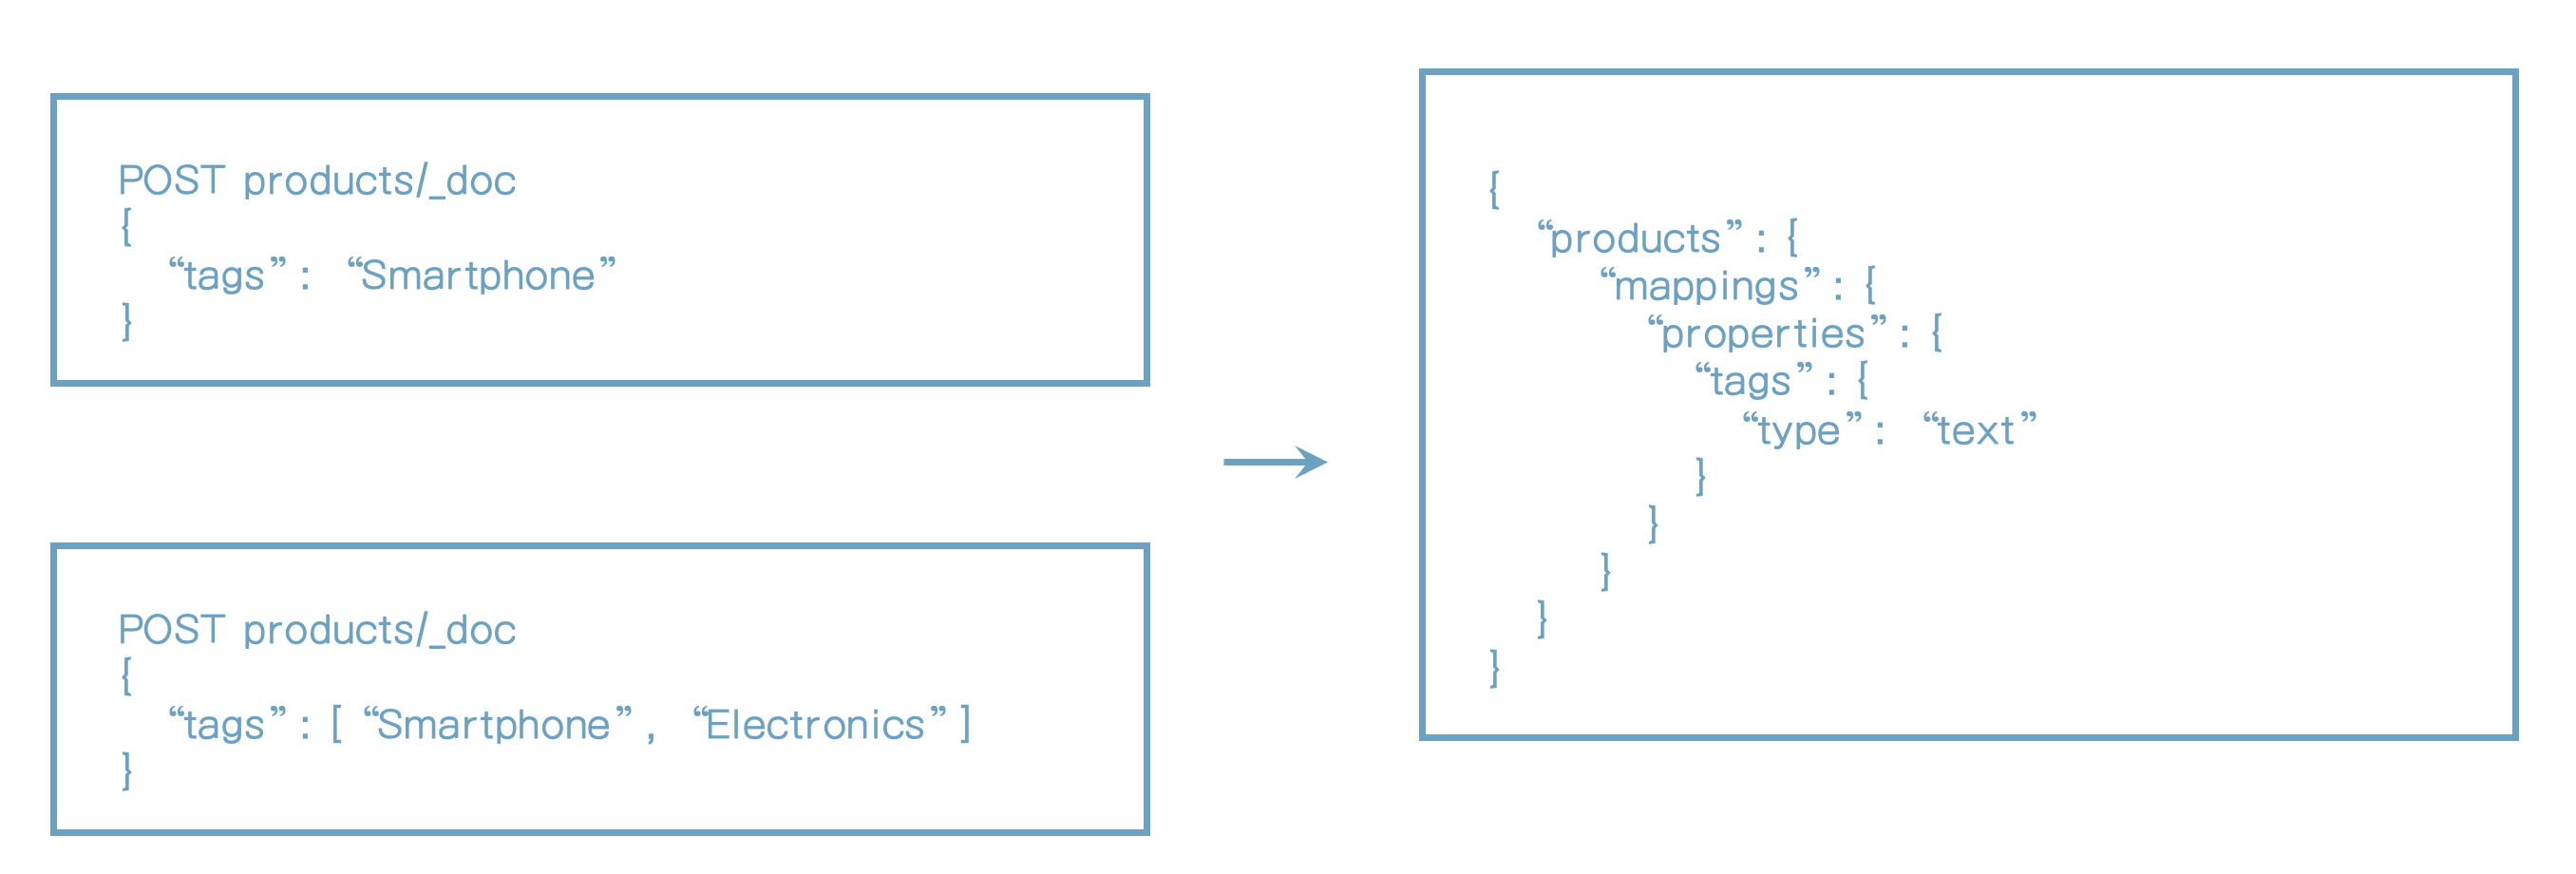 POST products/_doc
{
“tags”: “Smartphone”
}
POST products/_doc
{
“tags”: [ “Smartphone”, “Electronics” ]
}
{
“products”: {
“mappings”: {
“properties”: {
“tags”: {
“type”: “text”
}
}
}
}
}